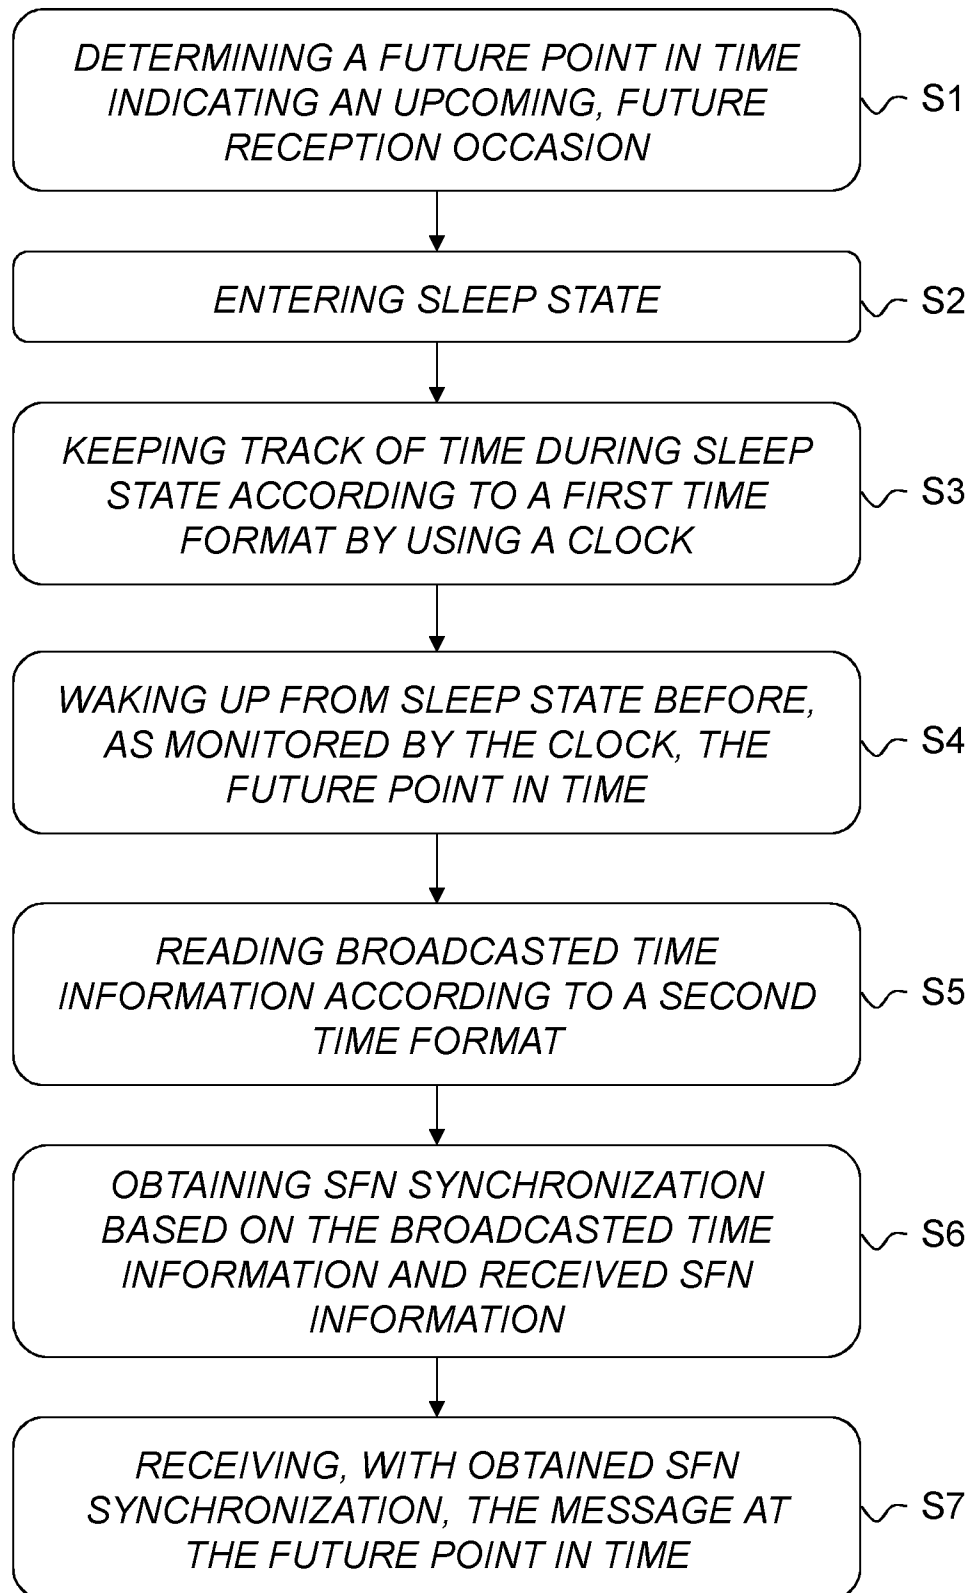 DETERMINING A FUTURE POINT IN TIME
INDICATING AN UPCOMING, FUTURE
RECEPTION OCCASION
S1
ENTERING SLEEP STATE
S2
KEEPING TRACK OF TIME DURING SLEEP
STATE ACCORDING TO A FIRST TIME
FORMAT BY USING A CLOCK
S3
WAKING UP FROM SLEEP STATE BEFORE,
AS MONITORED BY THE CLOCK, THE
FUTURE POINT IN TIME
S4
READING BROADCASTED TIME
INFORMATION ACCORDING TO A SECOND
TIME FORMAT
S5
OBTAINING SFN SYNCHRONIZATION
BASED ON THE BROADCASTED TIME
INFORMATION AND RECEIVED SFN
INFORMATION
S6
RECEIVING, WITH OBTAINED SFN
SYNCHRONIZATION, THE MESSAGE AT
THE FUTURE POINT IN TIME
S7